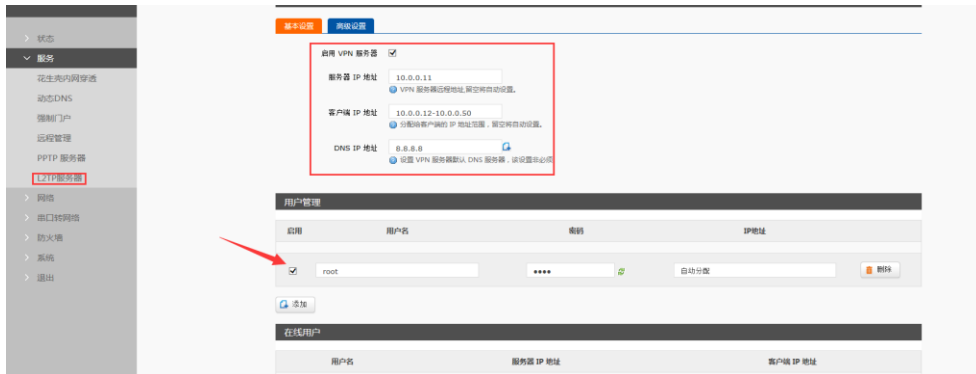 基本设置 高级设置
状态
服务
花生壳内网穿透
动态DNS
强制门户
远程管理
PPTP 服务器
L2TP服务器
网络
串口转网络
防火墙
系统
退出
启用 VPN 服务器
服务器 IP 地址 10.0.0.11
VPN 服务器远程地址,留空将自动设置。
客户端 IP 地址 10.0.0.12-10.0.0.50
分配给客户端的 IP 地址范围，留空将自动设置。
DNS IP 地址 8.8.8.8
设置 VPN 服务器默认 DNS 服务器，该设置非必须
用户管理
启用 用户名 密码 IP地址
root •••• 自动分配 删除
添加
在线用户
用户名 服务器 IP 地址 客户端 IP 地址